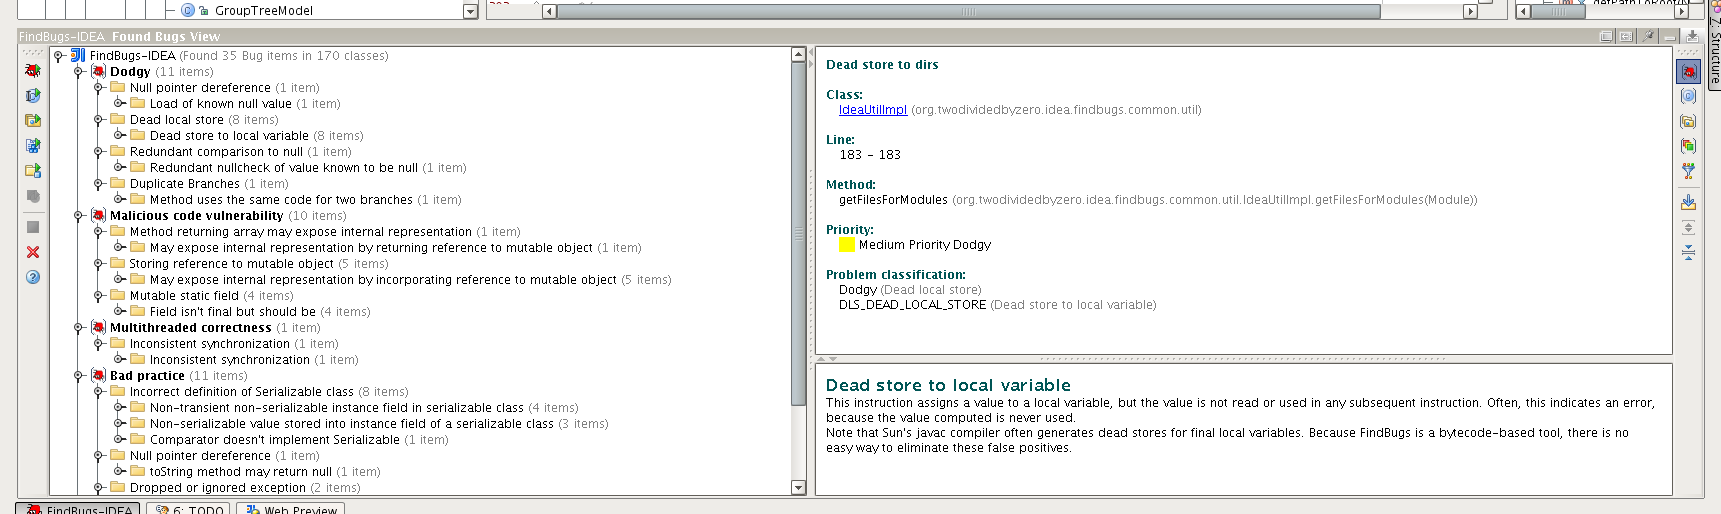 GroupTreeModel
FindBugs-IDEA Found Bugs View
FindBugs-IDEA (Found 35 Bug items in 170 classes)
Dodgy (11 items)
Null pointer dereference (1 item)
Load of known null value (1 item)
Dead local store (8 items)
Dead store to local variable (8 items)
Redundant comparison to null (1 item)
Redundant nullcheck of value known to be null (1 item)
Duplicate Branches (1 item)
Method uses the same code for two branches (1 item)
Malicious code vulnerability (10 items)
Method returning array may expose internal representation (1 item)
May expose internal representation by returning reference to mutable object (1 item)
Storing reference to mutable object (5 items)
May expose internal representation by incorporating reference to mutable object (5 items)
Mutable static field (4 items)
Field isn't final but should be (4 items)
Multithreaded correctness (1 item)
Inconsistent synchronization (1 item)
Inconsistent synchronization (1 item)
Bad practice (11 items)
Incorrect definition of Serializable class (8 items)
Non-transient non-serializable instance field in serializable class (4 items)
Non-serializable value stored into instance field of a serializable class (3 items)
Comparator doesn't implement Serializable (1 item)
Null pointer dereference (1 item)
toString method may return null (1 item)
Dropped or ignored exception (2 items)
Dead store to dirs
Class:
IdeaUtilImpl (org.twodividedbyzero.idea.findbugs.common.util)
Line:
183 - 183
Method:
getFilesForModules (org.twodividedbyzero.idea.findbugs.common.util.IdeaUtilImpl.getFilesForModules(Module))
Priority:
Medium Priority Dodgy
Problem classification:
Dodgy (Dead local store)
DLS_DEAD_LOCAL_STORE (Dead store to local variable)
Dead store to local variable
This instruction assigns a value to a local variable, but the value is not read or used in any subsequent instruction. Often, this indicates an error,
because the value computed is never used.
Note that Sun's javac compiler often generates dead stores for final local variables. Because FindBugs is a bytecode-based tool, there is no
easy way to eliminate these false positives.
Z: Structure
FindBugs-IDEA
6: TODO
Web Preview